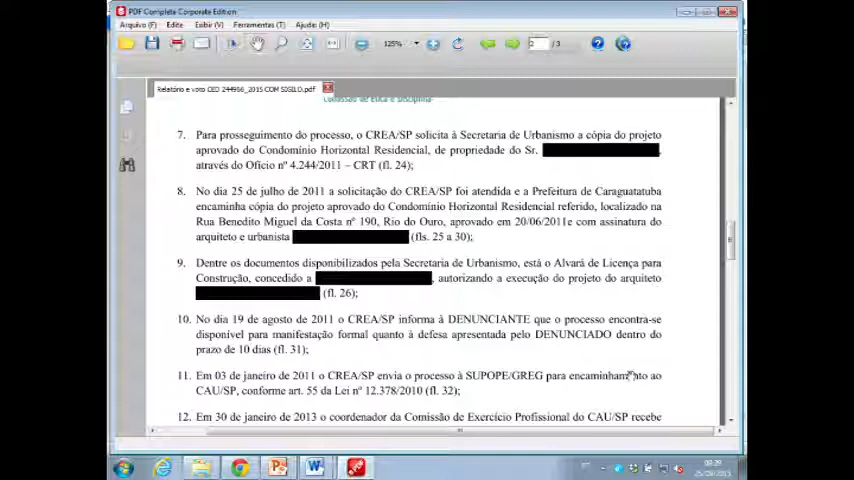 PDF Complete Corporate Edition
Arquivo (F) Edite Exibir (V) Ferramentas (T) Ajuda (H)
125% 2 / 3
Relatório e voto CED 244966_2015 COM SIGILO.pdf
Comissão de Ética e Disciplina
7. Para prosseguimento do processo, o CREA/SP solicita à Secretaria de Urbanismo a cópia do projeto
aprovado do Condomínio Horizontal Residencial, de propriedade do Sr.
através do Ofício nº 4.244/2011 – CRT (fl. 24);
8. No dia 25 de julho de 2011 a solicitação do CREA/SP foi atendida e a Prefeitura de Caraguatatuba
encaminha cópia do projeto aprovado do Condomínio Horizontal Residencial referido, localizado na
Rua Benedito Miguel da Costa nº 190, Rio do Ouro, aprovado em 20/06/2011e com assinatura do
arquiteto e urbanista (fls. 25 a 30);
9. Dentre os documentos disponibilizados pela Secretaria de Urbanismo, está o Alvará de Licença para
Construção, concedido a , autorizando a execução do projeto do arquiteto
(fl. 26);
10. No dia 19 de agosto de 2011 o CREA/SP informa à DENUNCIANTE que o processo encontra-se
disponível para manifestação formal quanto à defesa apresentada pelo DENUNCIADO dentro do
prazo de 10 dias (fl. 31);
11. Em 03 de janeiro de 2011 o CREA/SP envia o processo à SUPOPE/GREG para encaminhamento ao
CAU/SP, conforme art. 55 da Lei nº 12.378/2010 (fl. 32);
12. Em 30 de janeiro de 2013 o coordenador da Comissão de Exercício Profissional do CAU/SP recebe